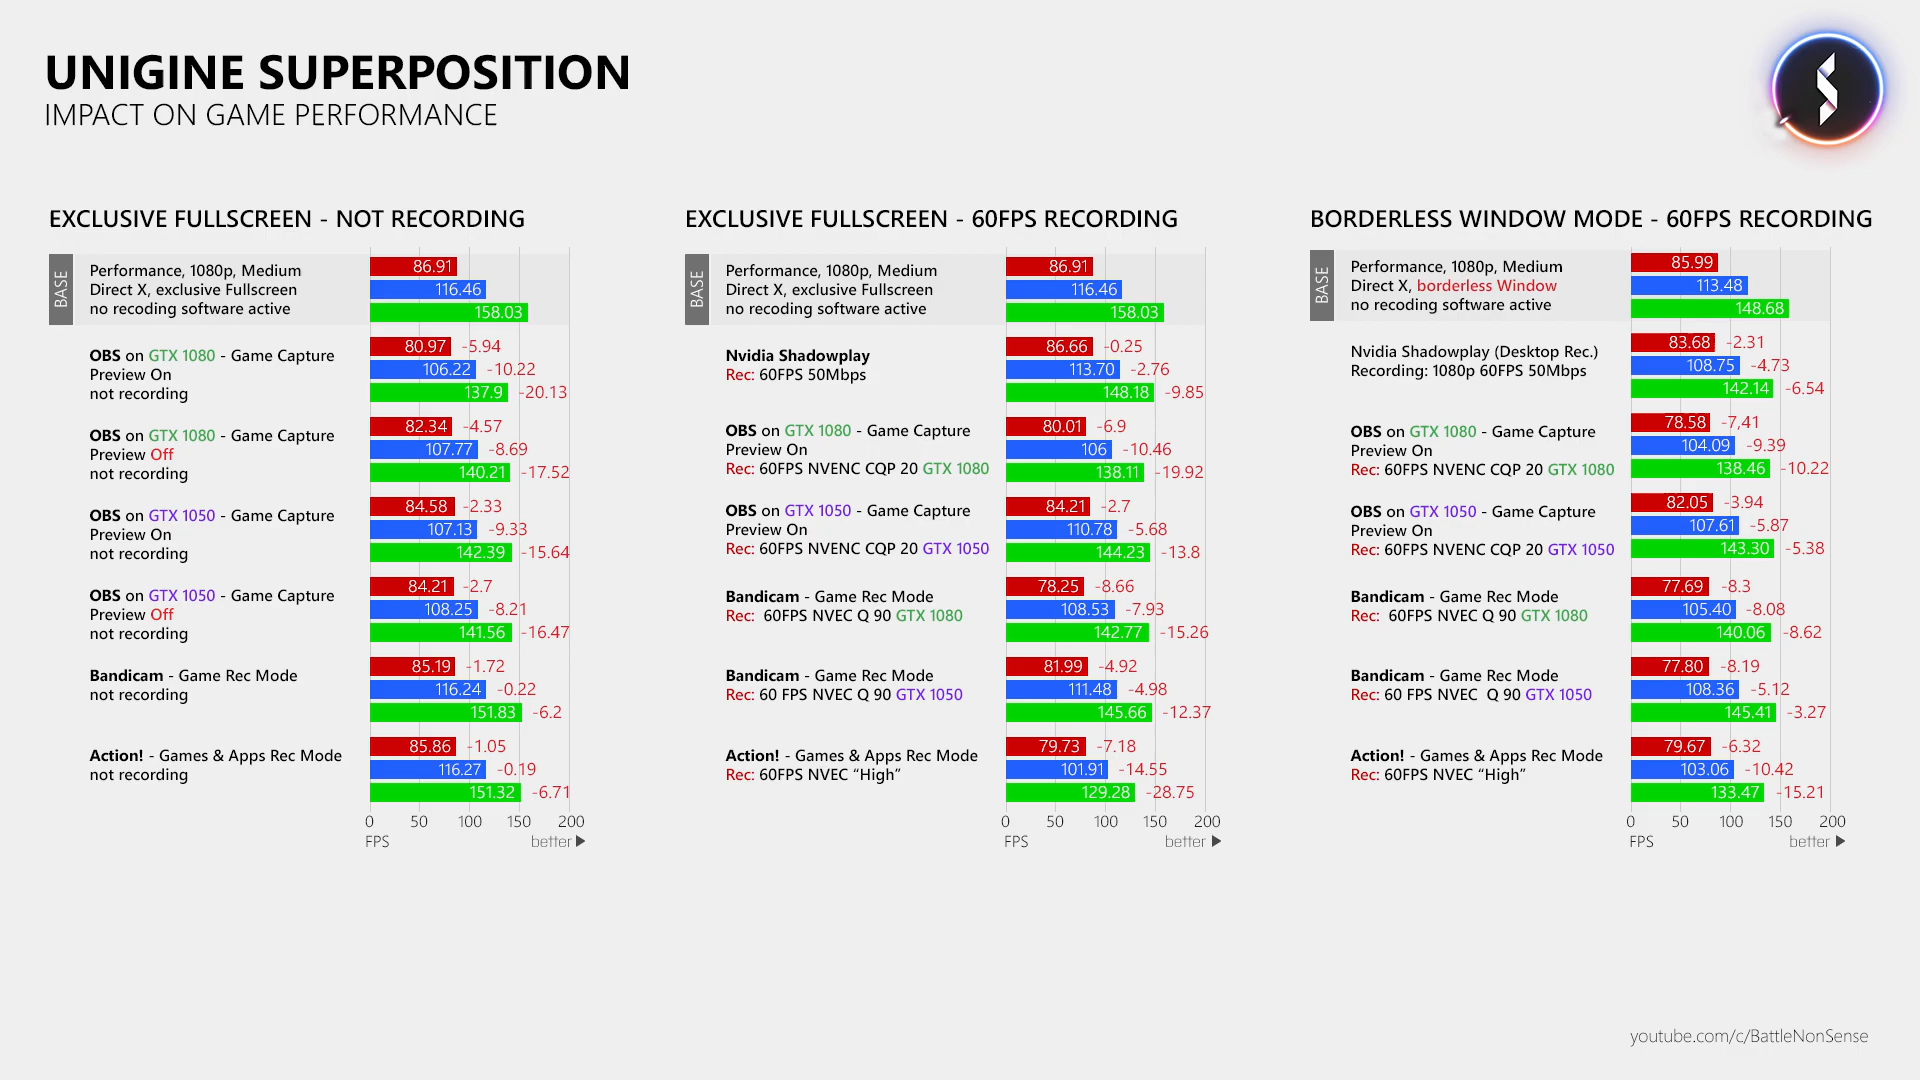 UNIGINE SUPERPOSITION
IMPACT ON GAME PERFORMANCE
EXCLUSIVE FULLSCREEN - NOT RECORDING
BASE
Performance, 1080p, Medium
Direct X, exclusive Fullscreen
no recoding software active
86.91
116.46
158.03
OBS on GTX 1080 - Game Capture
Preview On
not recording
80.97 -5.94
106.22 -10.22
137.9 -20.13
OBS on GTX 1080 - Game Capture
Preview Off
not recording
82.34 -4.57
107.77 -8.69
140.21 -17.52
OBS on GTX 1050 - Game Capture
Preview On
not recording
84.58 -2.33
107.13 -9.33
142.39 -15.64
OBS on GTX 1050 - Game Capture
Preview Off
not recording
84.21 -2.7
108.25 -8.21
141.56 -16.47
Bandicam - Game Rec Mode
not recording
85.19 -1.72
116.24 -0.22
151.83 -6.2
Action! - Games & Apps Rec Mode
not recording
85.86 -1.05
116.27 -0.19
151.32 -6.71
0 50 100 150 200
FPS better
EXCLUSIVE FULLSCREEN - 60FPS RECORDING
BASE
Performance, 1080p, Medium
Direct X, exclusive Fullscreen
no recoding software active
86.91
116.46
158.03
Nvidia Shadowplay
Rec: 60FPS 50Mbps
86.66 -0.25
113.70 -2.76
148.18 -9.85
OBS on GTX 1080 - Game Capture
Preview On
Rec: 60FPS NVENC CQP 20 GTX 1080
80.01 -6.9
106 -10.46
138.11 -19.92
OBS on GTX 1050 - Game Capture
Preview On
Rec: 60FPS NVENC CQP 20 GTX 1050
84.21 -2.7
110.78 -5.68
144.23 -13.8
Bandicam - Game Rec Mode
Rec: 60FPS NVEC Q 90 GTX 1080
78.25 -8.66
108.53 -7.93
142.77 -15.26
Bandicam - Game Rec Mode
Rec: 60 FPS NVEC Q 90 GTX 1050
81.99 -4.92
111.48 -4.98
145.66 -12.37
Action! - Games & Apps Rec Mode
Rec: 60FPS NVEC “High”
79.73 -7.18
101.91 -14.55
129.28 -28.75
0 50 100 150 200
FPS better
BORDERLESS WINDOW MODE - 60FPS RECORDING
BASE
Performance, 1080p, Medium
Direct X, borderless Window
no recoding software active
85.99
113.48
148.68
Nvidia Shadowplay (Desktop Rec.)
Recording: 1080p 60FPS 50Mbps
83.68 -2.31
108.75 -4.73
142.14 -6.54
OBS on GTX 1080 - Game Capture
Preview On
Rec: 60FPS NVENC CQP 20 GTX 1080
78.58 -7,41
104.09 -9.39
138.46 -10.22
OBS on GTX 1050 - Game Capture
Preview On
Rec: 60FPS NVENC CQP 20 GTX 1050
82.05 -3.94
107.61 -5.87
143.30 -5.38
Bandicam - Game Rec Mode
Rec: 60FPS NVEC Q 90 GTX 1080
77.69 -8.3
105.40 -8.08
140.06 -8.62
Bandicam - Game Rec Mode
Rec: 60 FPS NVEC Q 90 GTX 1050
77.80 -8.19
108.36 -5.12
145.41 -3.27
Action! - Games & Apps Rec Mode
Rec: 60FPS NVEC “High”
79.67 -6.32
103.06 -10.42
133.47 -15.21
0 50 100 150 200
FPS better
youtube.com/c/BattleNonSense